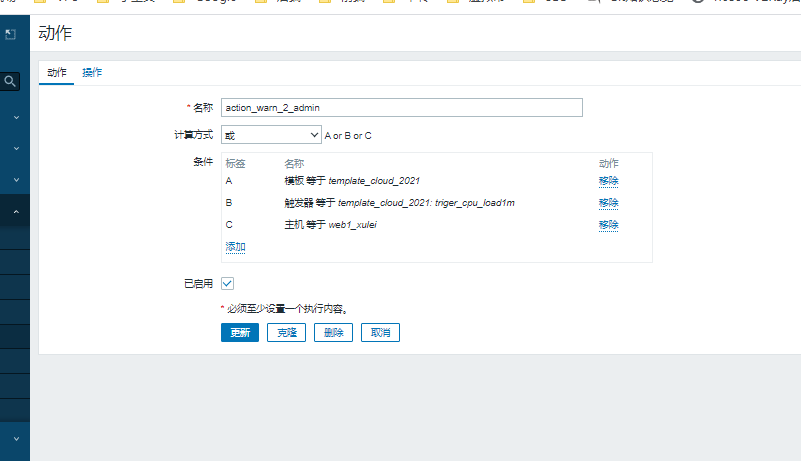 Google
动作
动作 操作
* 名称 action_warn_2_admin
计算方式 或 A or B or C
条件 标签 名称 动作
A 模板 等于 template_cloud_2021 移除
B 触发器 等于 template_cloud_2021: triger_cpu_load1m 移除
C 主机 等于 web1_xulei 移除
添加
已启用
* 必须至少设置一个执行内容。
更新 克隆 删除 取消